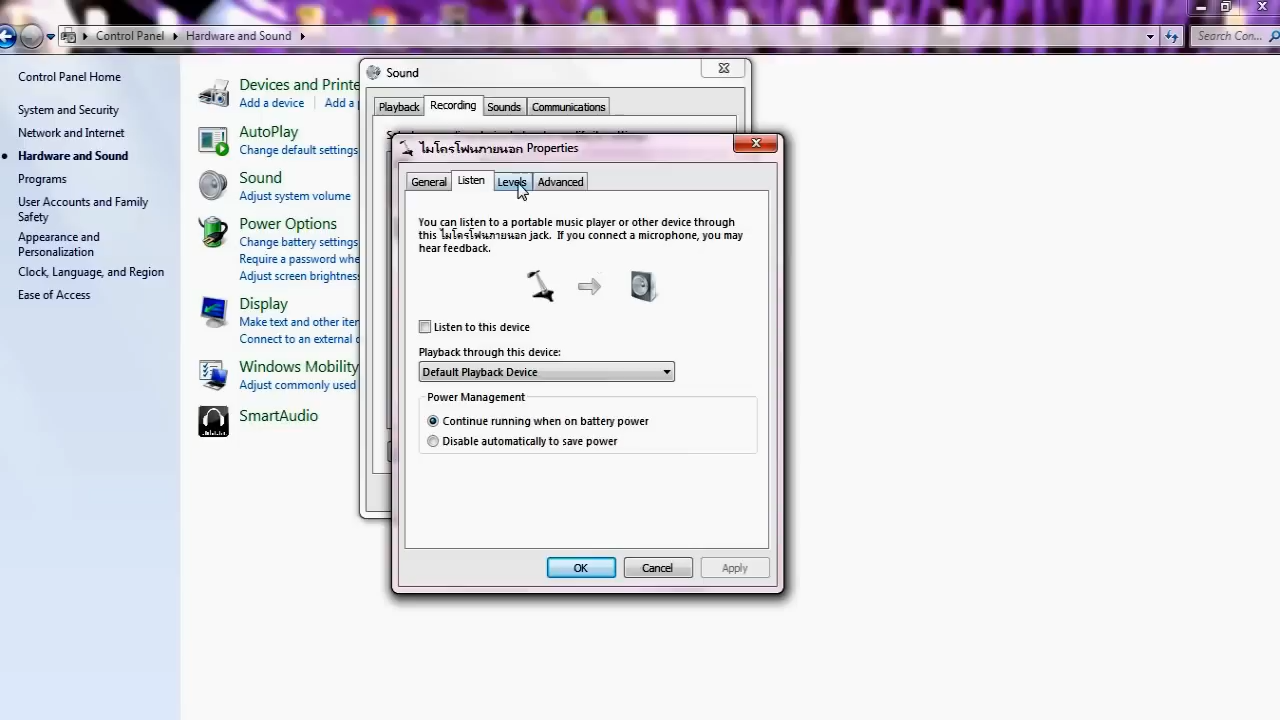 Control Panel
Hardware and Sound
Search Con...
Control Panel Home
System and Security
Network and Internet
Hardware and Sound
Programs
User Accounts and Family
Safety
Appearance and
Personalization
Clock, Language, and Region
Ease of Access
Devices and Printe
Add a device
Add a p
AutoPlay
Change default settings
Sound
Adjust system volume
Power Options
Change battery settings
Require a password whe
Adjust screen brightness
Display
Make text and other iter
Connect to an external d
Windows Mobility
Adjust commonly used
SmartAudio
Sound
Playback
Recording
Sounds
Communications
ไมโครโฟนภายนอก Properties
General
Listen
Levels
Advanced
You can listen to a portable music player or other device through
this ไมโครโฟนภายนอก jack. If you connect a microphone, you may
hear feedback.
Listen to this device
Playback through this device:
Default Playback Device
Power Management
Continue running when on battery power
Disable automatically to save power
OK
Cancel
Apply